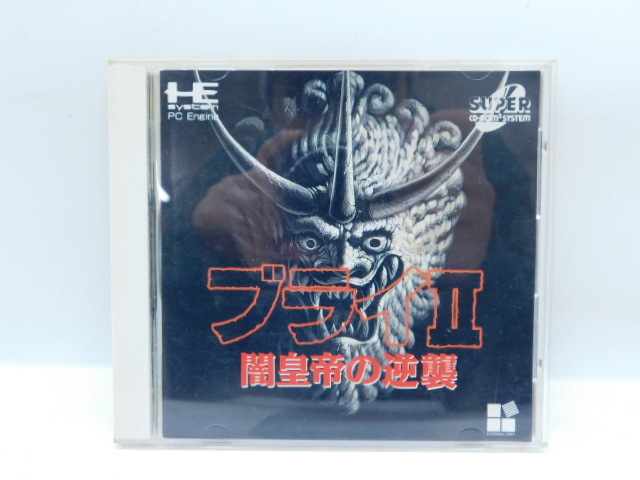 HE
system
PC Engine
SUPER
CD-ROM² SYSTEM
ブライII
闇皇帝の逆襲